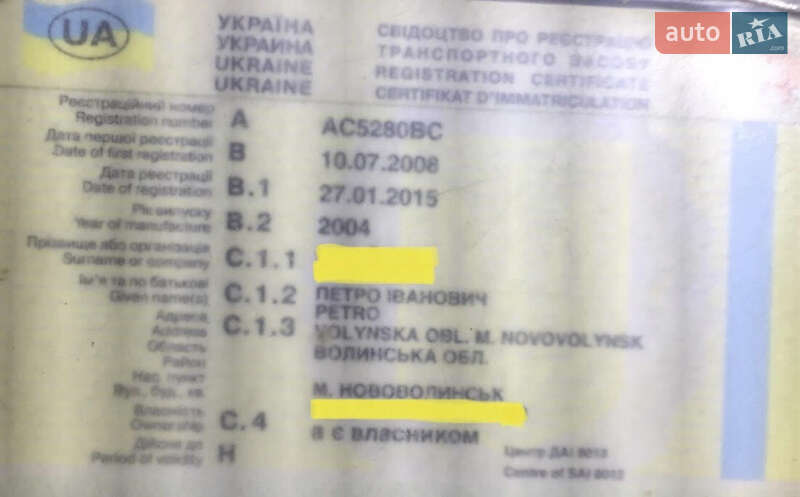 UA
УКРАЇНА
УКРАИНА
UKRAINE
UKRAINE
СВІДОЦТВО ПРО РЕЄСТРАЦІЮ
ТРАНСПОРТНОГО ЗАСОБУ
REGISTRATION CERTIFICATE
CERTIFIKAT D'IMMATRICULATION
auto RIA .com
Реєстраційний номер
Registration number A AC5280BC
Дата першої реєстрації
Date of first registration B 10.07.2008
Дата реєстрації
Date of registration B.1 27.01.2015
Рік випуску
Year of manufacture B.2 2004
Прізвище або організація
Surname or company C.1.1
Ім'я та по батькові
Given name(s) C.1.2 ПЕТРО ІВАНОВИЧ
PETRO
Адреса
Address C.1.3 VOLYNSKA OBL. M. NOVOVOLYNSK
Область ВОЛИНСЬКА ОБЛ.
Район
Нас. пункт М. НОВОВОЛИНСЬК
Вул., буд., кв.
Власність
Ownership C.4 а є власником
Дійсне до
Period of validity H
Центр ДАІ
Centre of SAI